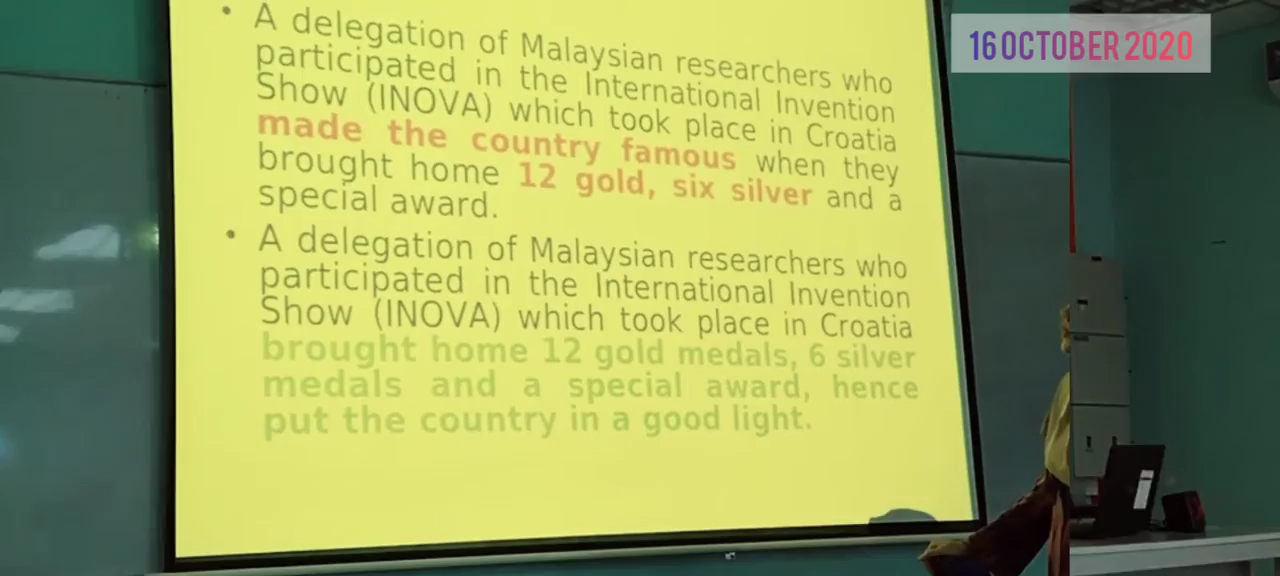 16 OCTOBER 2020
• A delegation of Malaysian researchers who
participated in the International Invention
Show (INOVA) which took place in Croatia
made the country famous when they
brought home 12 gold, six silver and a
special award.
• A delegation of Malaysian researchers who
participated in the International Invention
Show (INOVA) which took place in Croatia
brought home 12 gold medals, 6 silver
medals and a special award, hence
put the country in a good light.